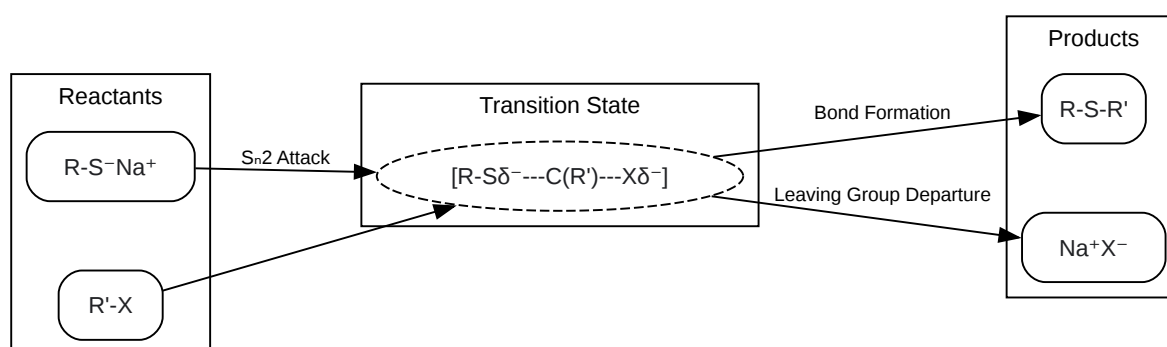 Reactants
R-S⁻Na⁺
R'-X
Sₙ2 Attack
Transition State
[R-Sδ⁻---C(R')---Xδ⁻]
Bond Formation
Leaving Group Departure
Products
R-S-R'
Na⁺X⁻